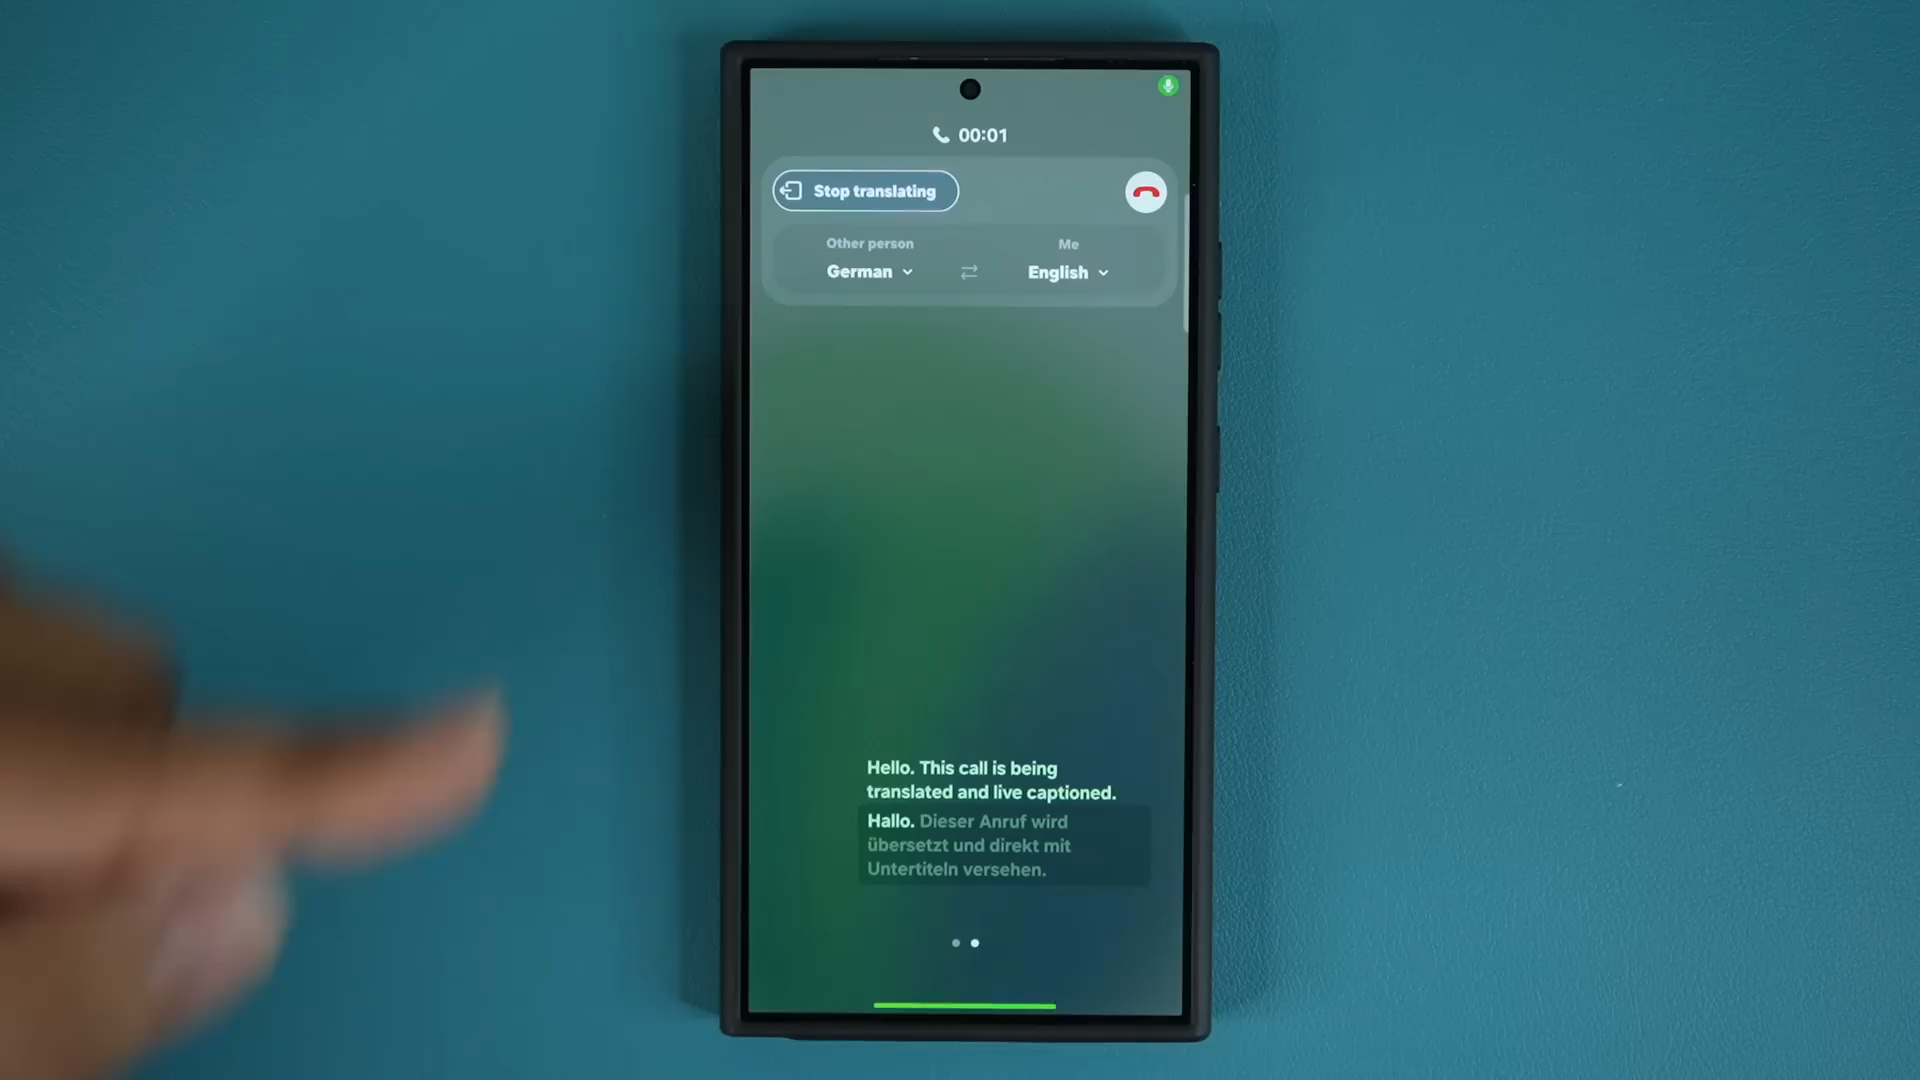 00:01
Stop translating
Other person
Me
German
English
Hello. This call is being
translated and live captioned.
Hallo. Dieser Anruf wird
übersetzt und direkt mit
Untertiteln versehen.